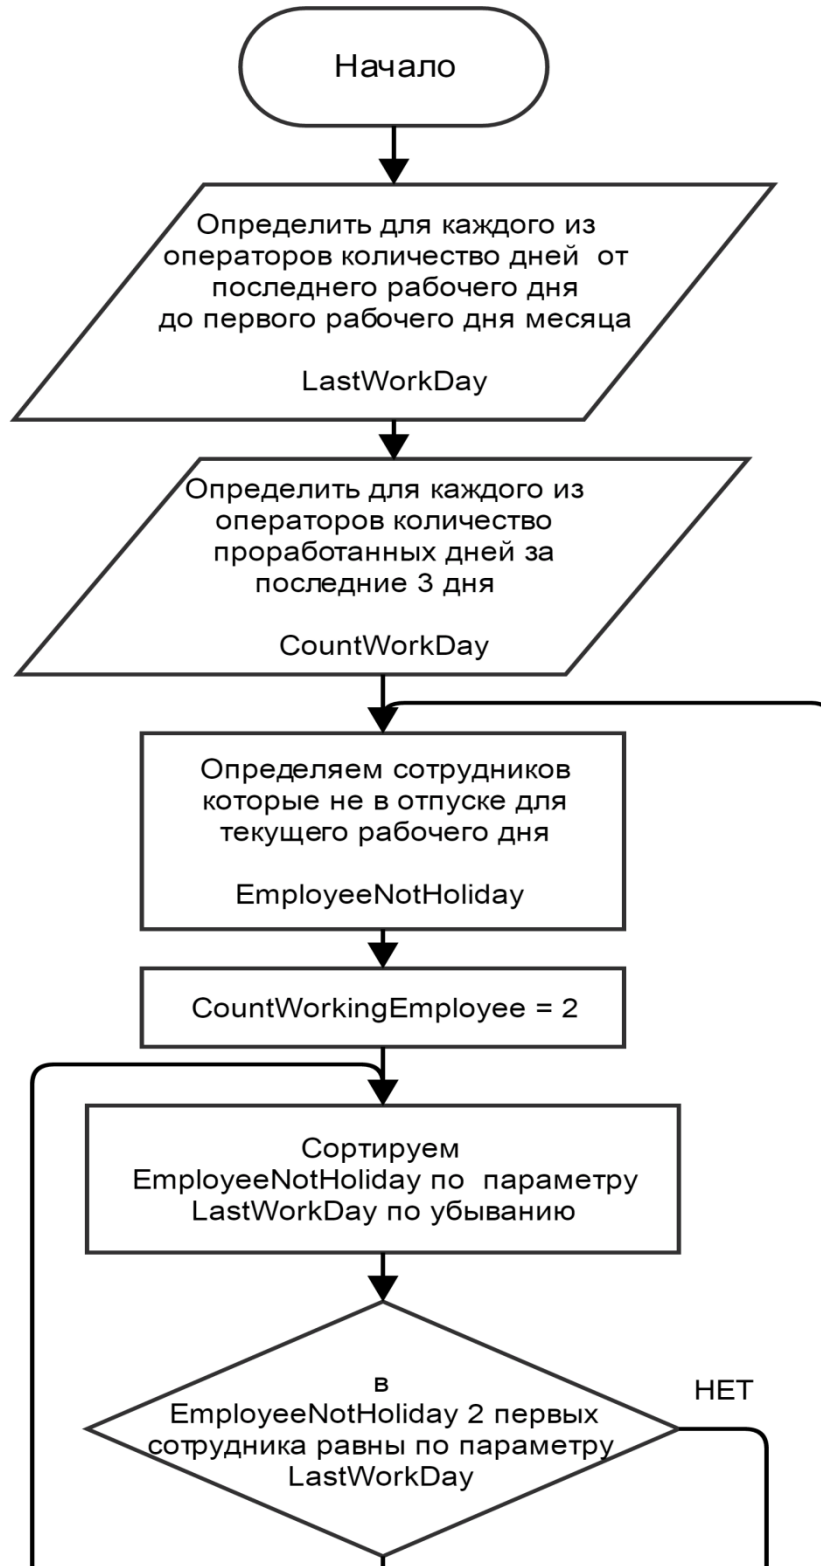 Начало
Определить для каждого из
операторов количество дней от
последнего рабочего дня
до первого рабочего дня месяца
LastWorkDay
Определить для каждого из
операторов количество
проработанных дней за
последние 3 дня
CountWorkDay
Определяем сотрудников
которые не в отпуске для
текущего рабочего дня
EmployeeNotHoliday
CountWorkingEmployee = 2
Сортируем
EmployeeNotHoliday по параметру
LastWorkDay по убыванию
в
EmployeeNotHoliday 2 первых
сотрудника равны по параметру
LastWorkDay
НЕТ